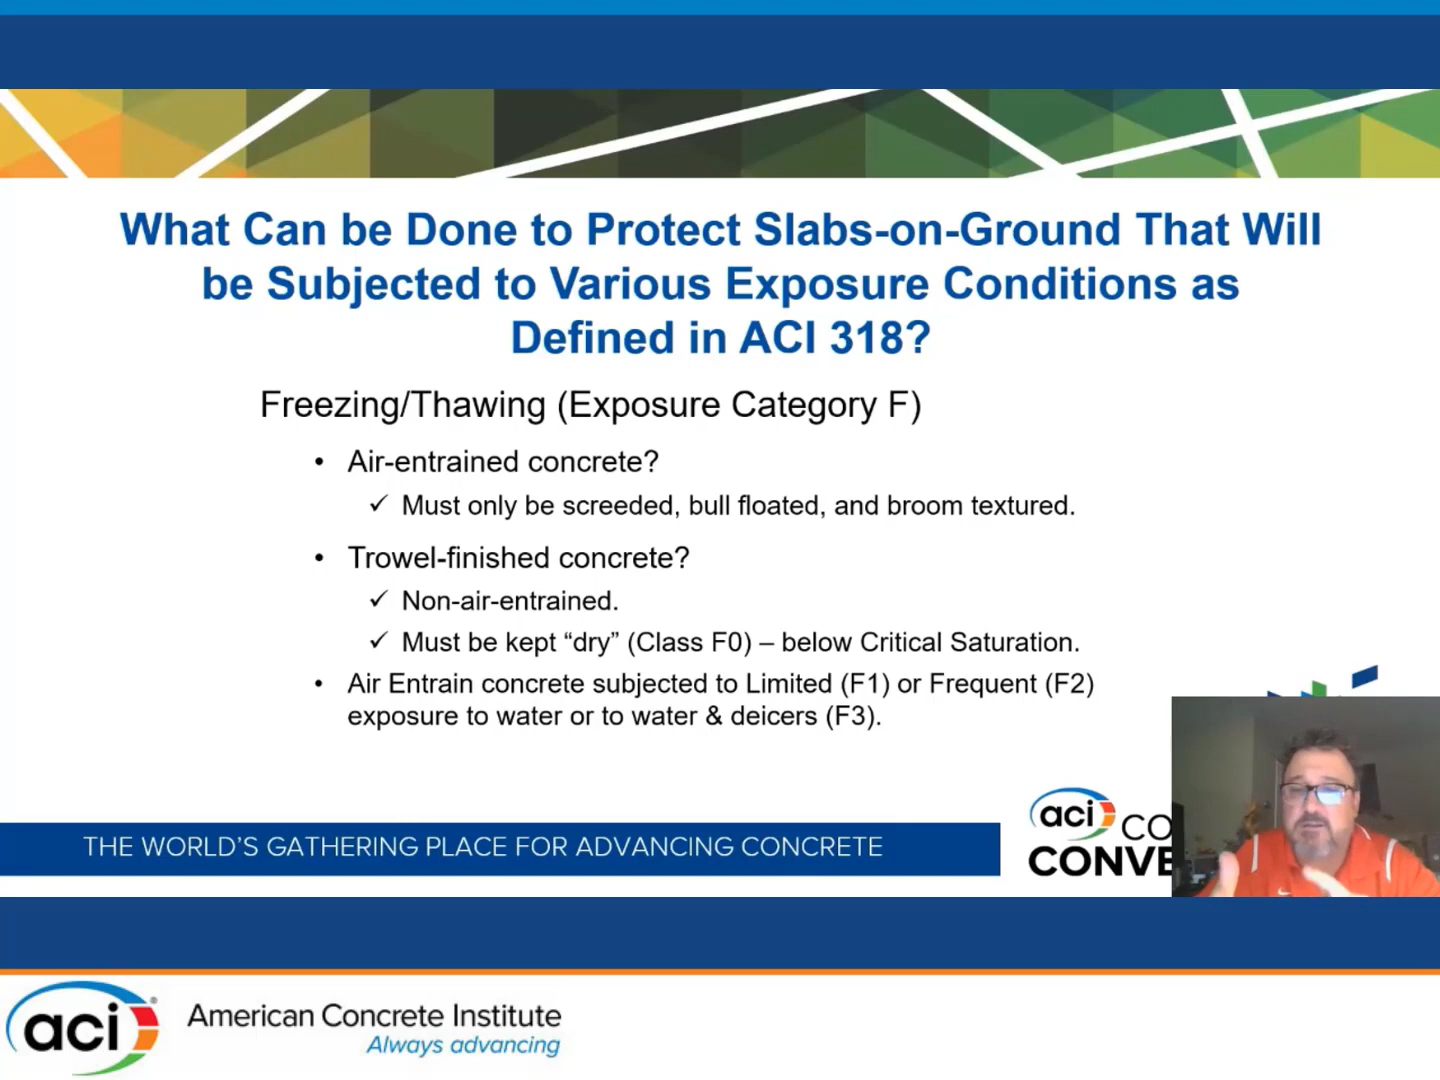 What Can be Done to Protect Slabs-on-Ground That Will
be Subjected to Various Exposure Conditions as
Defined in ACI 318?
Freezing/Thawing (Exposure Category F)
• Air-entrained concrete?
✓ Must only be screeded, bull floated, and broom textured.
• Trowel-finished concrete?
✓ Non-air-entrained.
✓ Must be kept “dry” (Class F0) – below Critical Saturation.
• Air Entrain concrete subjected to Limited (F1) or Frequent (F2)
exposure to water or to water & deicers (F3).
THE WORLD'S GATHERING PLACE FOR ADVANCING CONCRETE
aci CO
CONVE
aci
American Concrete Institute
Always advancing